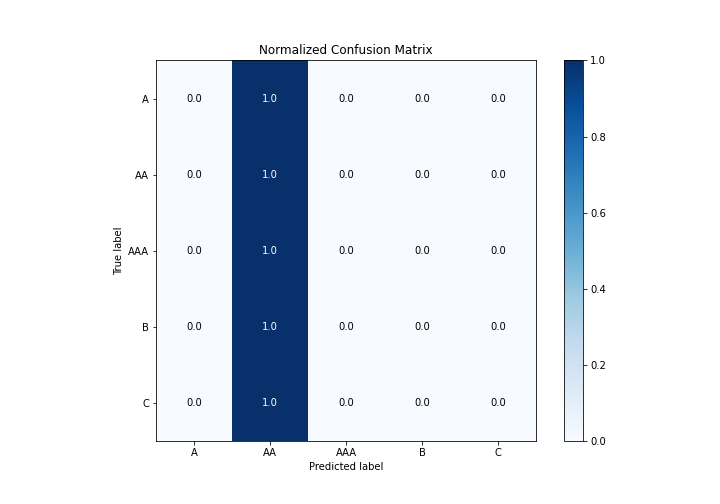 Normalized Confusion Matrix
True label
A 0.0 1.0 0.0 0.0 0.0
AA 0.0 1.0 0.0 0.0 0.0
AAA 0.0 1.0 0.0 0.0 0.0
B 0.0 1.0 0.0 0.0 0.0
C 0.0 1.0 0.0 0.0 0.0
A AA AAA B C
Predicted label
1.0
0.8
0.6
0.4
0.2
0.0